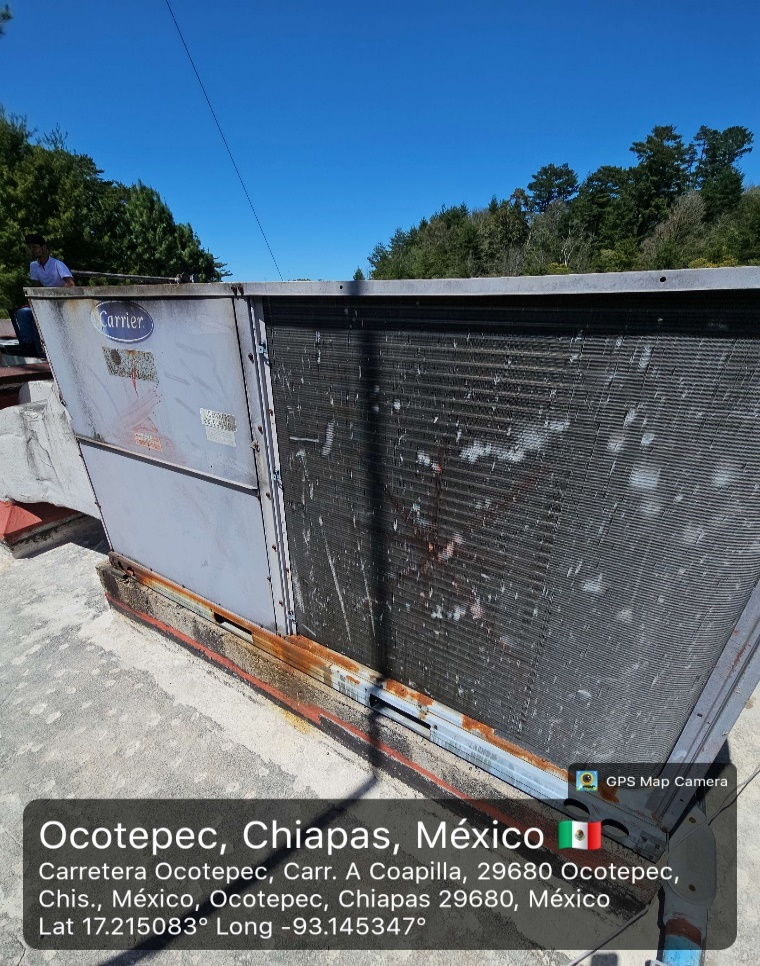 Carrier
GPS Map Camera
Ocotepec, Chiapas, México
Carretera Ocotepec, Carr. A Coapilla, 29680 Ocotepec,
Chis., México, Ocotepec, Chiapas 29680, México
Lat 17.215083° Long -93.145347°